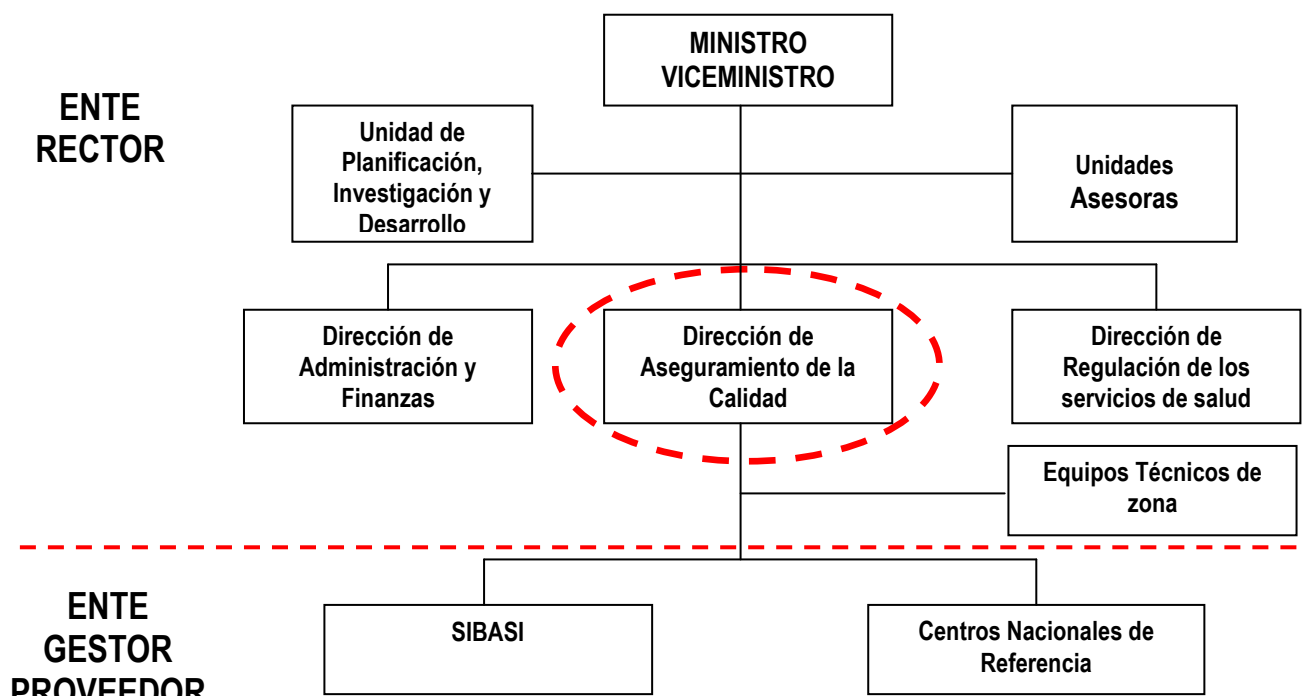 MINISTRO
VICEMINISTRO
ENTE
RECTOR
Unidad de
Planificación,
Investigación y
Desarrollo
Unidades
Asesoras
Dirección de
Administración y
Finanzas
Dirección de
Aseguramiento de la
Calidad
Dirección de
Regulación de los
servicios de salud
Equipos Técnicos de
zona
ENTE
GESTOR
PROVEEDOR
SIBASI
Centros Nacionales de
Referencia